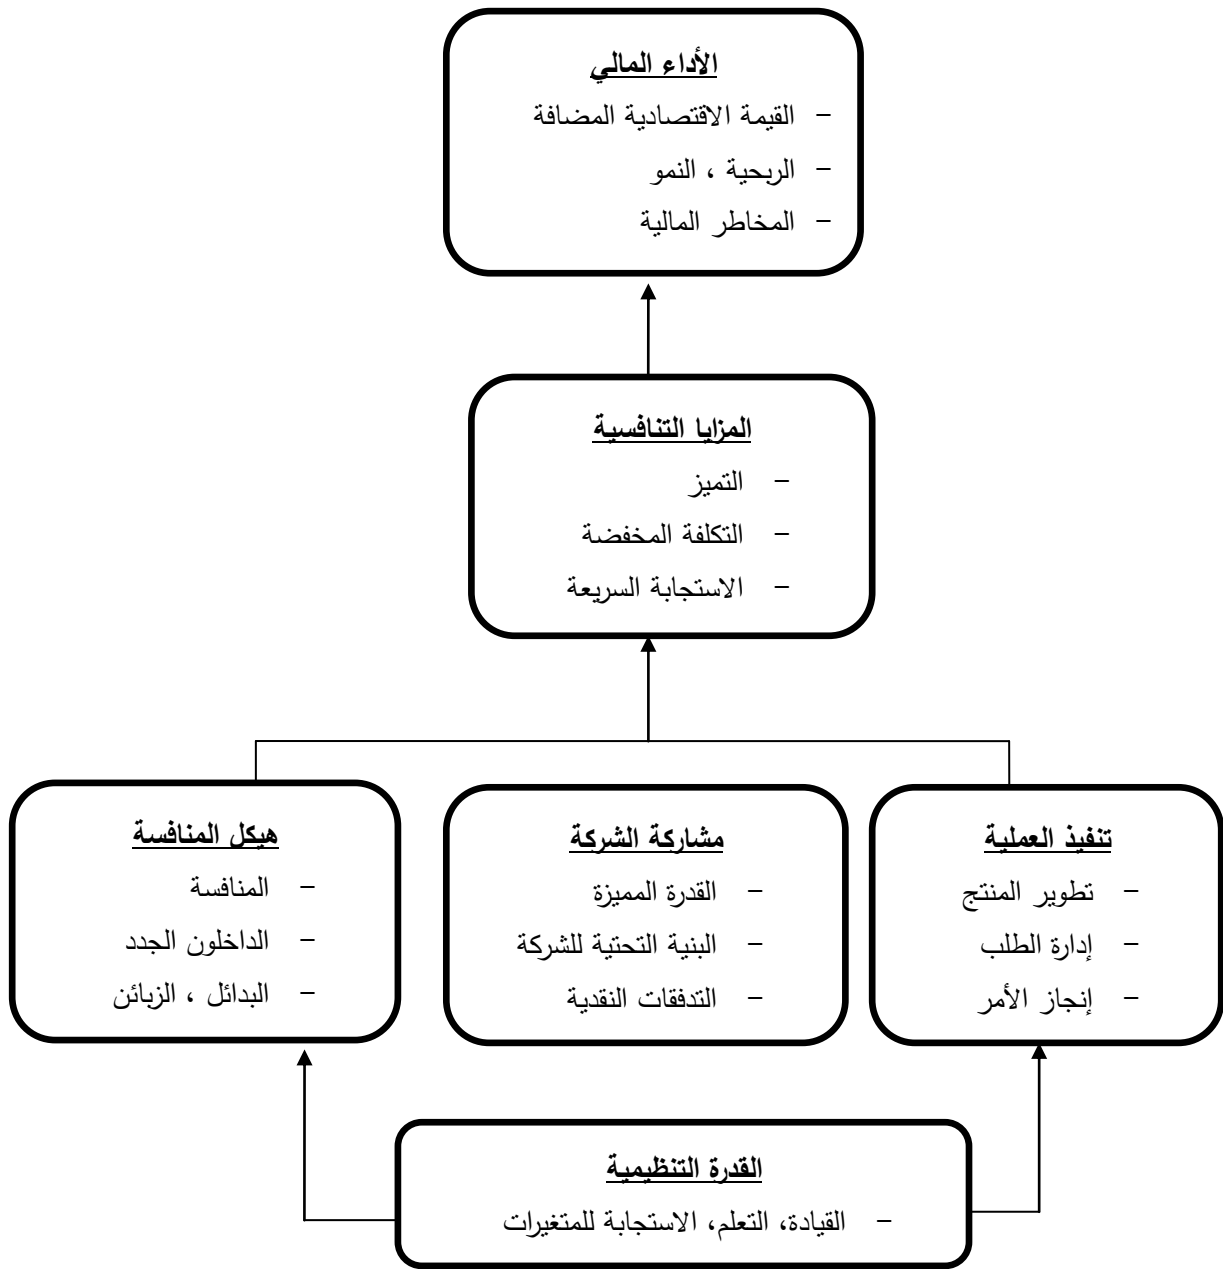 الأداء المالي
- القيمة الاقتصادية المضافة
- الربحية ، النمو
- المخاطر المالية
المزايا التنافسية
- التميز
- التكلفة المخفضة
- الاستجابة السريعة
تنفيذ العملية
- تطوير المنتج
- إدارة الطلب
- إنجاز الأمر
مشاركة الشركة
- القدرة المميزة
- البنية التحتية للشركة
- التدفقات النقدية
هيكل المنافسة
- المنافسة
- الداخلون الجدد
- البدائل ، الزبائن
القدرة التنظيمية
- القيادة، التعلم، الاستجابة للمتغيرات